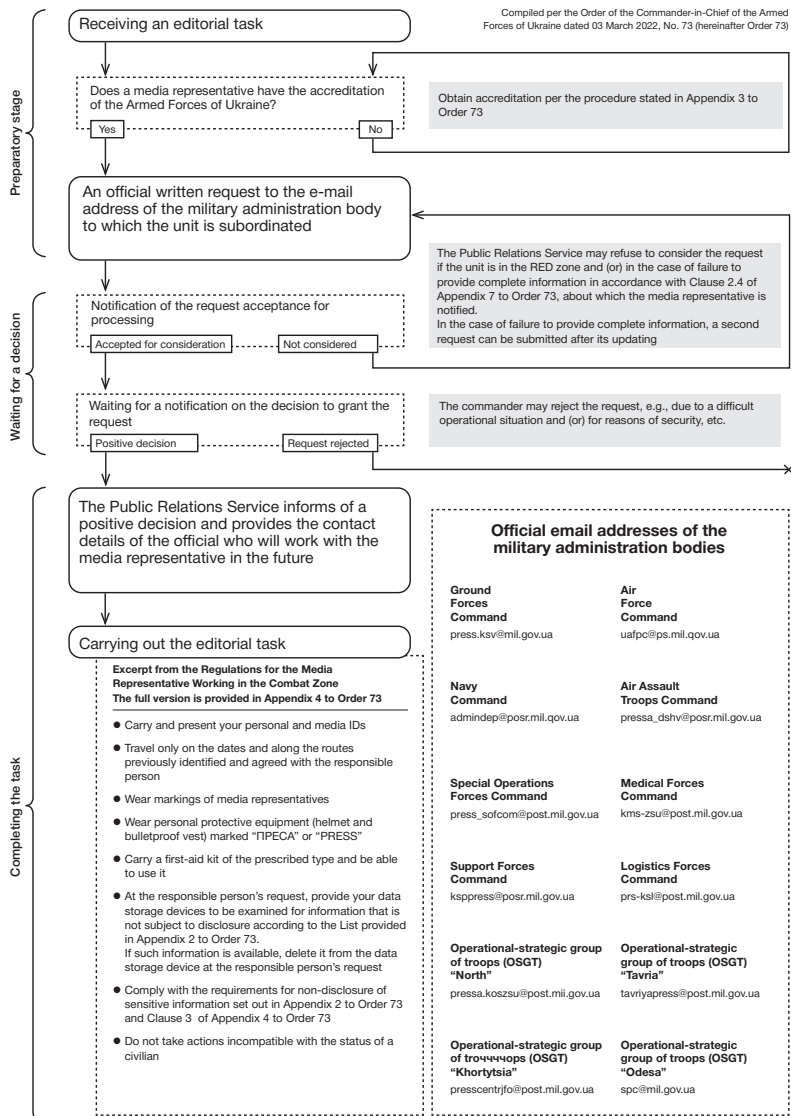 Compiled per the Order of the Commander-in-Chief of the Armed
Forces of Ukraine dated 03 March 2022, No. 73 (hereinafter Order 73)
Preparatory stage
Receiving an editorial task
Does a media representative have the accreditation
of the Armed Forces of Ukraine?
Yes
No
Obtain accreditation per the procedure stated in Appendix 3 to
Order 73
An official written request to the e-mail
address of the military administration body
to which the unit is subordinated
The Public Relations Service may refuse to consider the request
if the unit is in the RED zone and (or) in the case of failure to
provide complete information in accordance with Clause 2.4 of
Appendix 7 to Order 73, about which the media representative is
notified.
In the case of failure to provide complete information, a second
request can be submitted after its updating
Waiting for a decision
Notification of the request acceptance for
processing
Accepted for consideration
Not considered
Waiting for a notification on the decision to grant the
request
Positive decision
Request rejected
The commander may reject the request, e.g., due to a difficult
operational situation and (or) for reasons of security, etc.
Completing the task
The Public Relations Service informs of a
positive decision and provides the contact
details of the official who will work with the
media representative in the future
Carrying out the editorial task
Excerpt from the Regulations for the Media
Representative Working in the Combat Zone
The full version is provided in Appendix 4 to Order 73
● Carry and present your personal and media IDs
● Travel only on the dates and along the routes
previously identified and agreed with the responsible
person
● Wear markings of media representatives
● Wear personal protective equipment (helmet and
bulletproof vest) marked “ПРЕСА” or “PRESS”
● Carry a first-aid kit of the prescribed type and be able
to use it
● At the responsible person’s request, provide your data
storage devices to be examined for information that is
not subject to disclosure according to the List provided
in Appendix 2 to Order 73.
If such information is available, delete it from the data
storage device at the responsible person’s request
● Comply with the requirements for non-disclosure of
sensitive information set out in Appendix 2 to Order 73
and Clause 3 of Appendix 4 to Order 73
● Do not take actions incompatible with the status of a
civilian
Official email addresses of the
military administration bodies
Ground
Forces
Command
press.ksv@mil.gov.ua
Air
Force
Command
uafpc@ps.mil.qov.ua
Navy
Command
admindep@posr.mil.qov.ua
Air Assault
Troops Command
pressa_dshv@posr.mil.gov.ua
Special Operations
Forces Command
press_sofcom@post.mil.gov.ua
Medical Forces
Command
kms-zsu@post.mil.gov.ua
Support Forces
Command
ksppress@posr.mil.gov.ua
Logistics Forces
Command
prs-ksl@post.mil.gov.ua
Operational-strategic group
of troops (OSGT)
“North”
pressa.koszsu@post.mii.gov.ua
Operational-strategic
group of troops (OSGT)
“Tavria”
tavriyapress@post.mil.gov.ua
Operational-strategic group
of troччччops (OSGT)
“Khortytsia”
presscentrjfo@post.mil.gov.ua
Operational-strategic
group of troops (OSGT)
“Odesa”
spc@mil.gov.ua